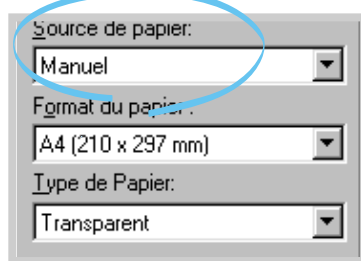 Source de papier:
Manuel
Format du papier :
A4 (210 x 297 mm)
Type de Papier:
Transparent